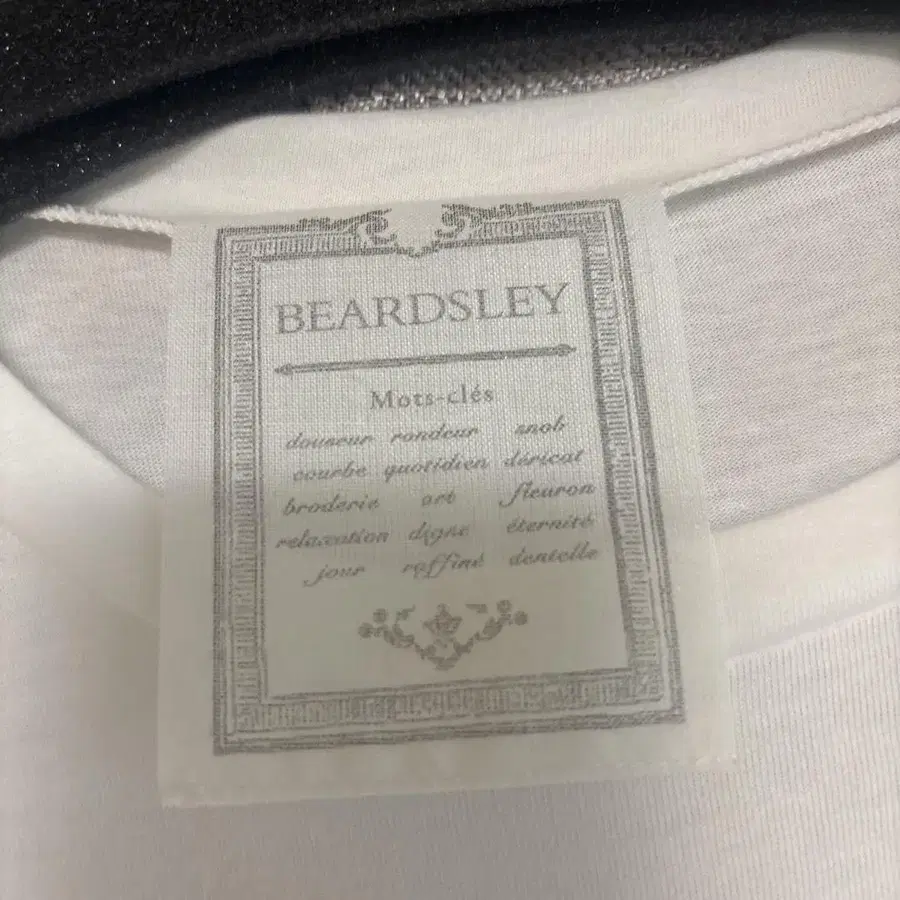 BEARDSLEY
Mots-clés
douceur rondeur snob
courbe quotidien délicat
broderie art fleuron
relaxation digne éternité
jour raffiné dentelle